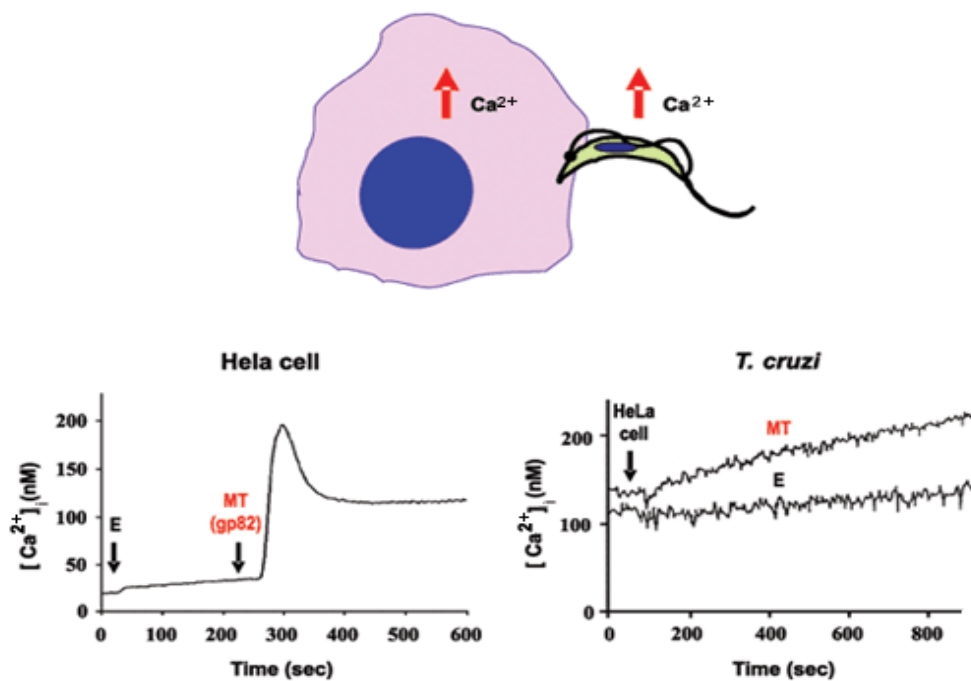 Ca2+
Ca2+
Hela cell
[Ca2+]i (nM)
200
150
100
50
0
E
MT
(gp82)
0 100 200 300 400 500 600
Time (sec)
T. cruzi
[Ca2+]i (nM)
200
100
0
HeLa
cell
MT
E
0 200 400 600 800
Time (sec)